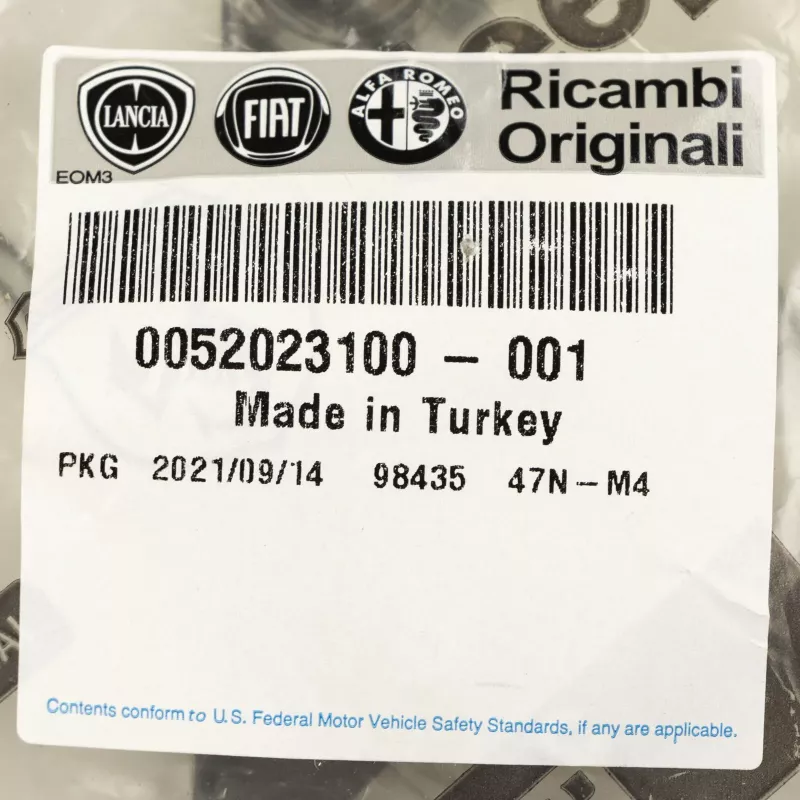 LANCIA
FIAT
ALFA ROMEO
Ricambi
Originali
EOM3
0052023100 - 001
Made in Turkey
PKG 2021/09/14 98435 47N-M4
Contents conform to U.S. Federal Motor Vehicle Safety Standards, if any are applicable.